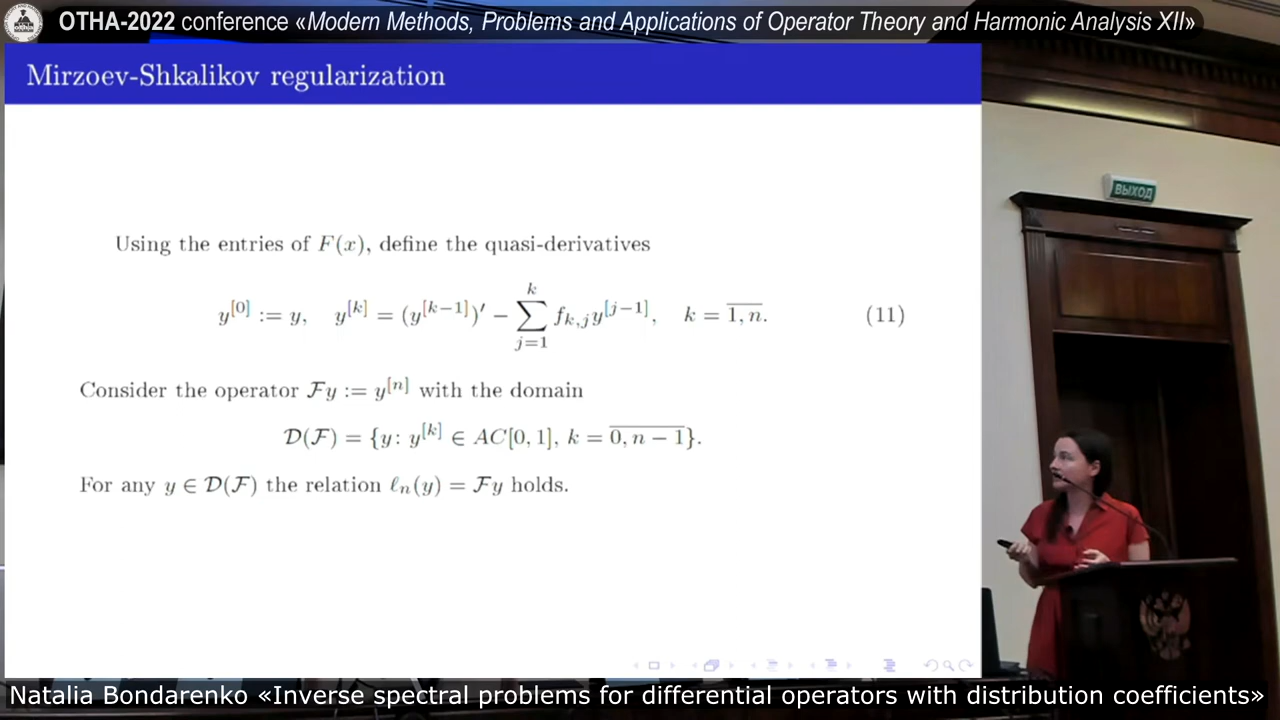 OTHA-2022 conference «Modern Methods, Problems and Applications of Operator Theory and Harmonic Analysis XII»
Mirzoev-Shkalikov regularization
ВЫХОД
Using the entries of F(x), define the quasi-derivatives
y^{[0]} := y, y^{[k]} = (y^{[k−1]})′ − ∑_{j=1}^{k} f_{k,j}y^{[j−1]}, k = \overline{1, n}. (11)
Consider the operator ℱy := y^{[n]} with the domain
𝒟(ℱ) = {y: y^{[k]} ∈ AC[0, 1], k = \overline{0, n − 1}}.
For any y ∈ 𝒟(ℱ) the relation ℓ_n(y) = ℱy holds.
Natalia Bondarenko «Inverse spectral problems for differential operators with distribution coefficients»